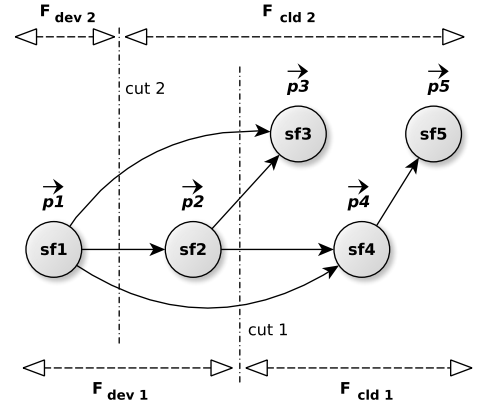 F dev 2
F cld 2
cut 2
p3
p5
sf3
sf5
p1
p2
p4
sf1
sf2
sf4
cut 1
F dev 1
F cld 1